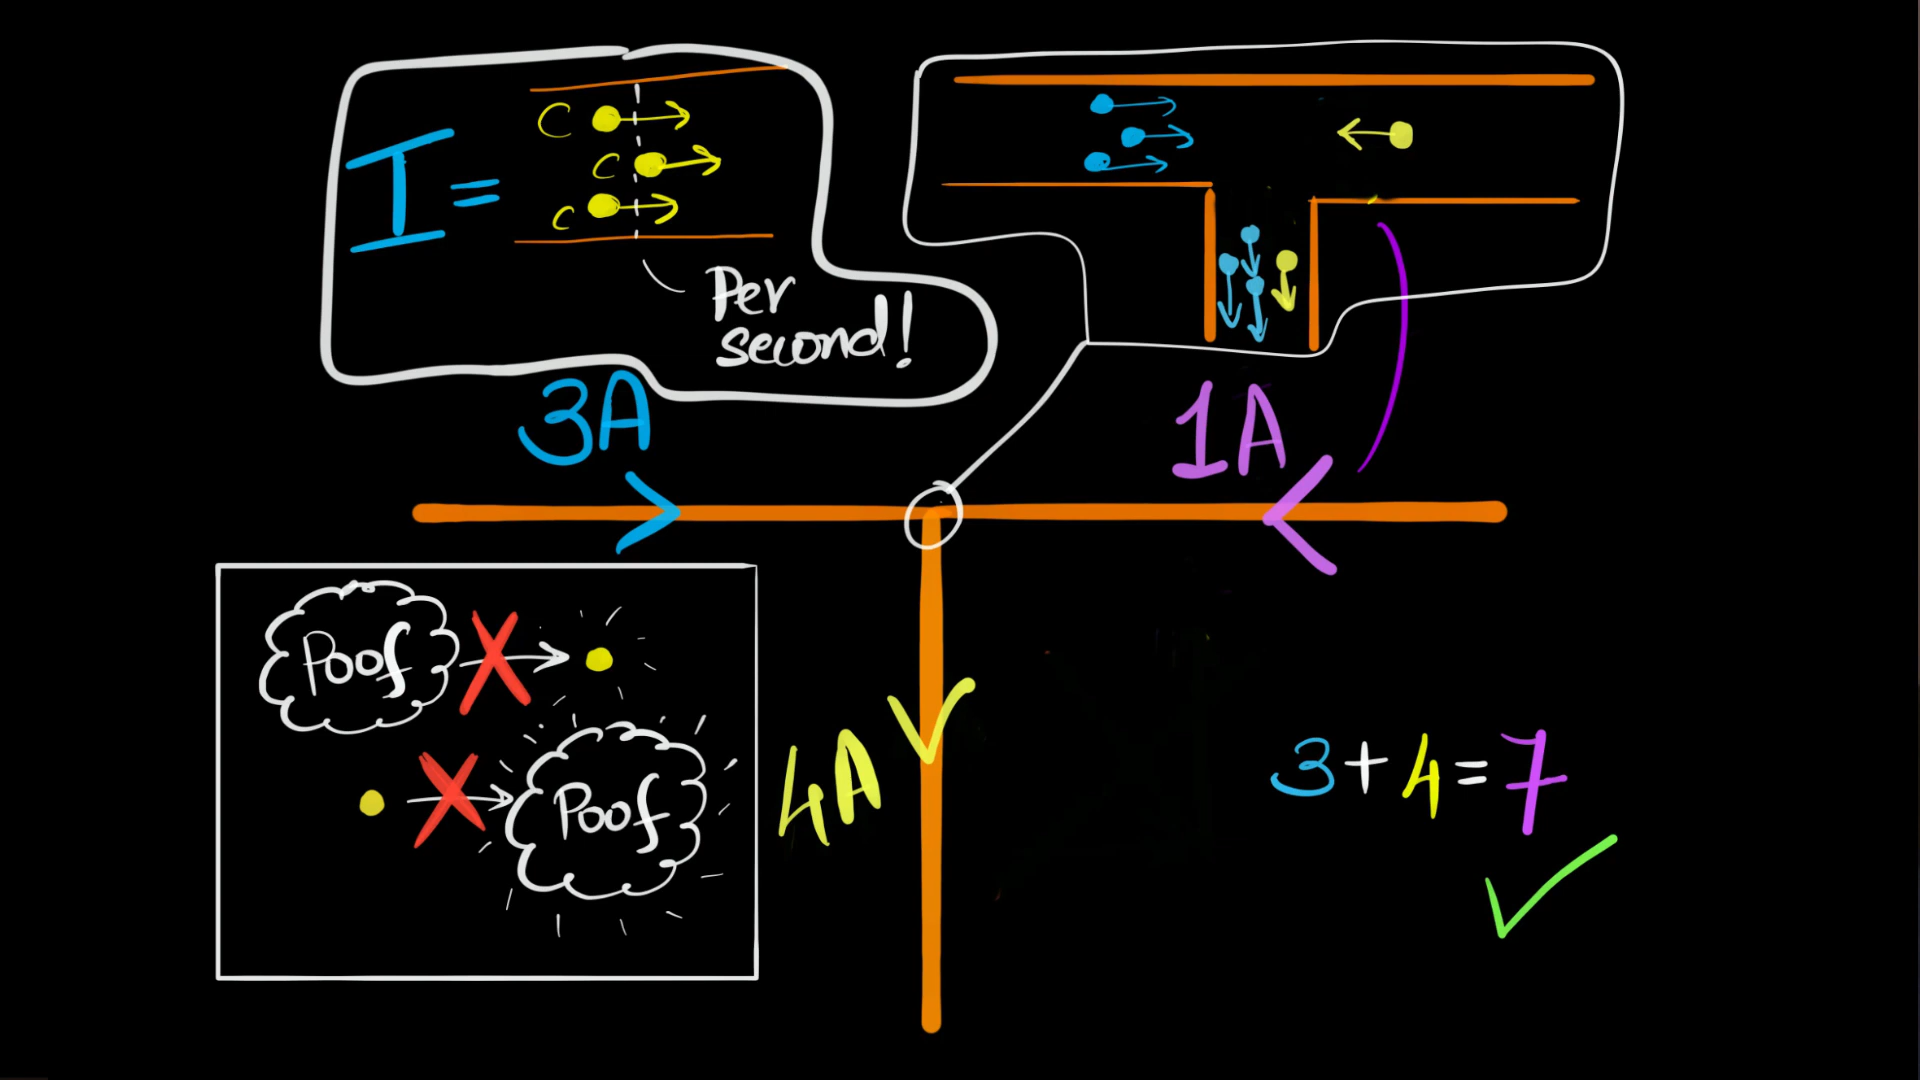 I =
C
C
C
Per
second!
3A
1A
Poof
Poof
4A
3+4=7